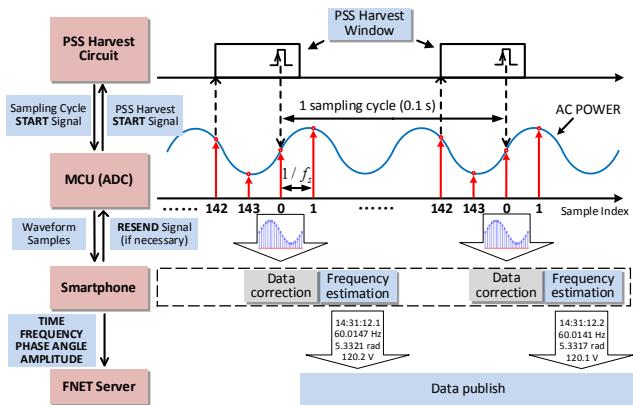 PSS Harvest
Circuit
PSS Harvest
Window
Sampling Cycle
START Signal
PSS Harvest
START Signal
1 sampling cycle (0.1 s)
AC POWER
MCU (ADC)
1 / fs
...... 142 143 0 1 ...... 142 143 0 1 Sample Index
Waveform
Samples
RESEND Signal
(if necessary)
Smartphone
Data
correction
Frequency
estimation
Data
correction
Frequency
estimation
TIME
FREQUENCY
PHASE ANGLE
AMPLITUDE
14:31:12.1
60.0147 Hz
5.3321 rad
120.2 V
14:31:12.2
60.0141 Hz
5.3317 rad
120.1 V
FNET Server
Data publish